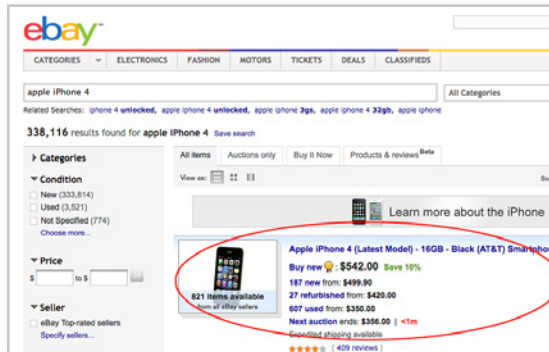 ebay™
CATEGORIES ELECTRONICS FASHION MOTORS TICKETS DEALS CLASSIFIEDS
apple iPhone 4 All Categories
Related Searches: iphone 4 unlocked, apple iphone 4 unlocked, apple iphone 3gs, apple iphone 4 32gb, apple iphone
338,116 results found for apple iPhone 4 Save search
Categories
Condition
New (333,814)
Used (3,521)
Not Specified (774)
Choose more...
Price
$ to $
Seller
eBay Top-rated sellers
Specify sellers...
All items Auctions only Buy It Now Products & reviews Beta
View as:
Learn more about the iPhone
821 items available
from all eBay sellers
Apple iPhone 4 (Latest Model) - 16GB - Black (AT&T) Smartphon
Buy new : $542.00 Save 10%
187 new from: $499.90
27 refurbished from: $420.00
607 used from: $350.00
Next auction ends: $356.00 | <1m
Expedited shipping available
( 409 reviews )